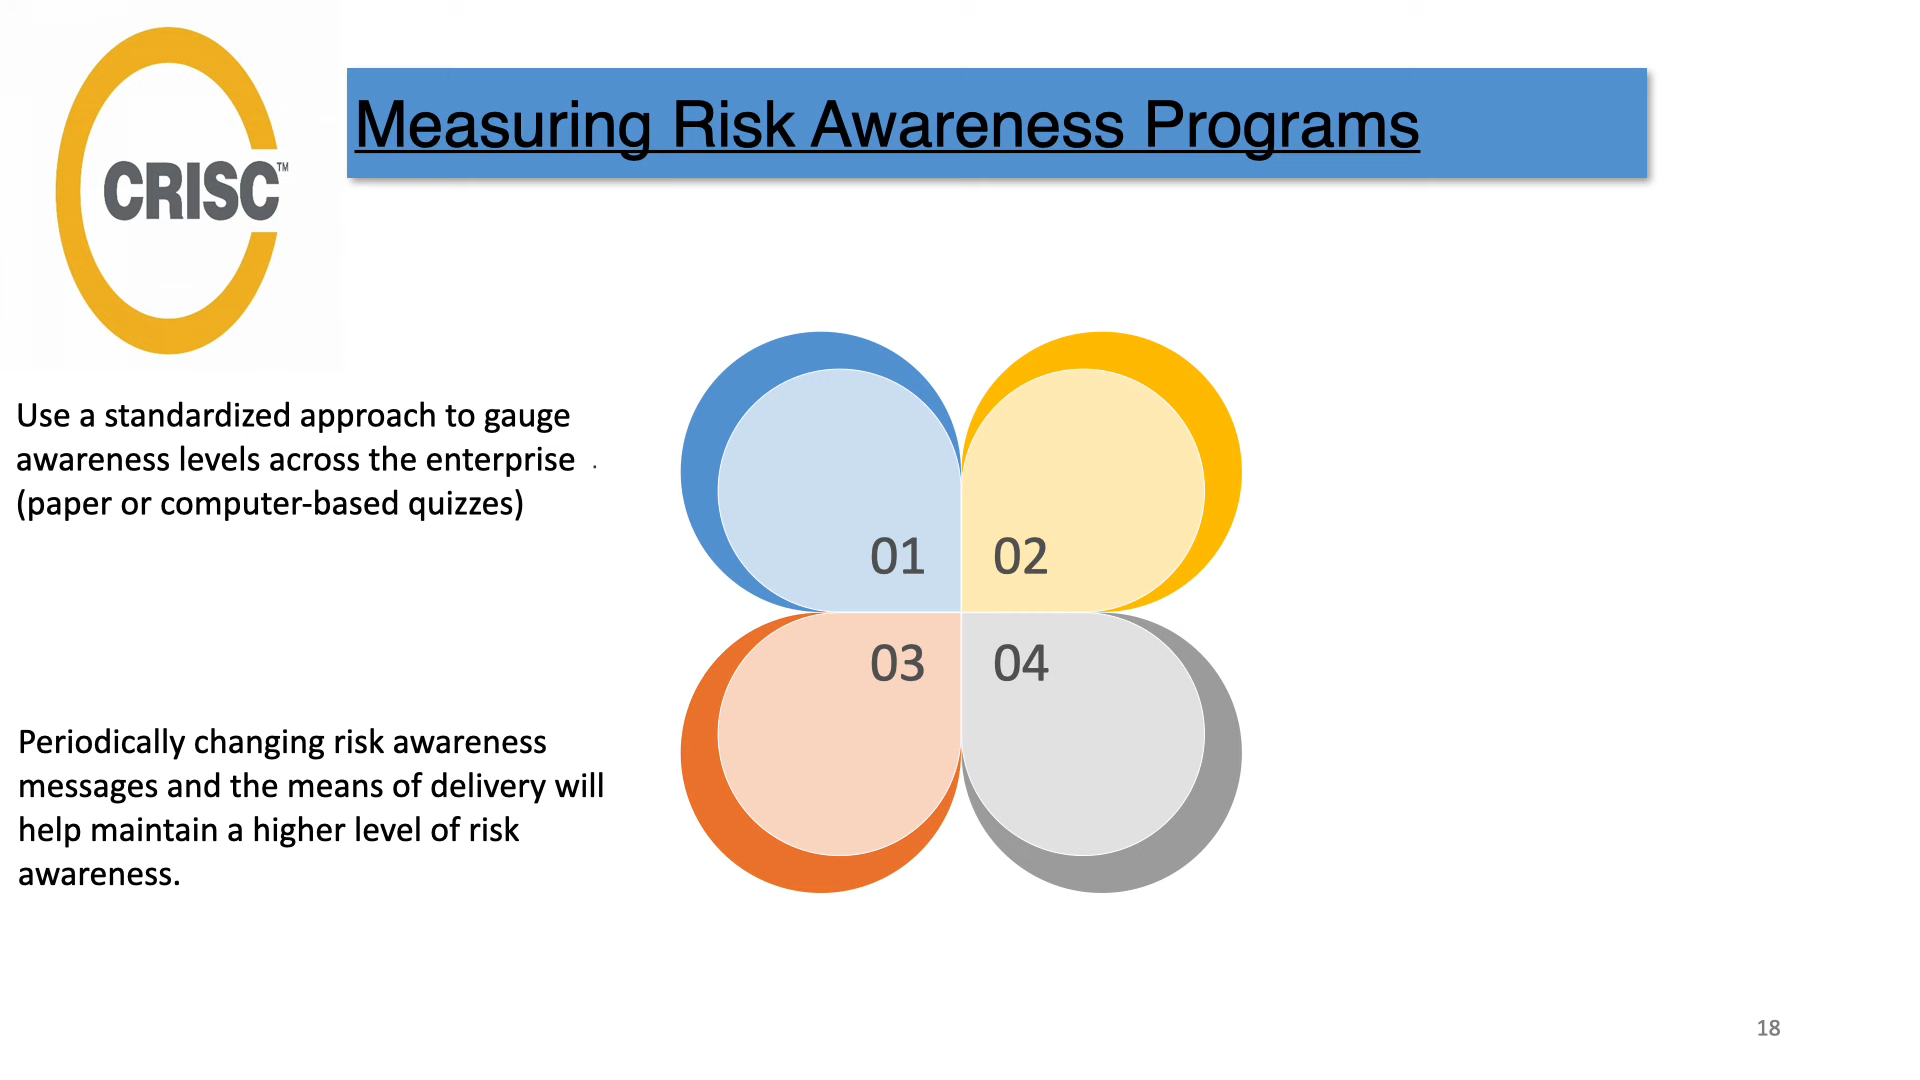 CRISC™
Measuring Risk Awareness Programs
Use a standardized approach to gauge
awareness levels across the enterprise .
(paper or computer-based quizzes)
01
02
03
04
Periodically changing risk awareness
messages and the means of delivery will
help maintain a higher level of risk
awareness.
18